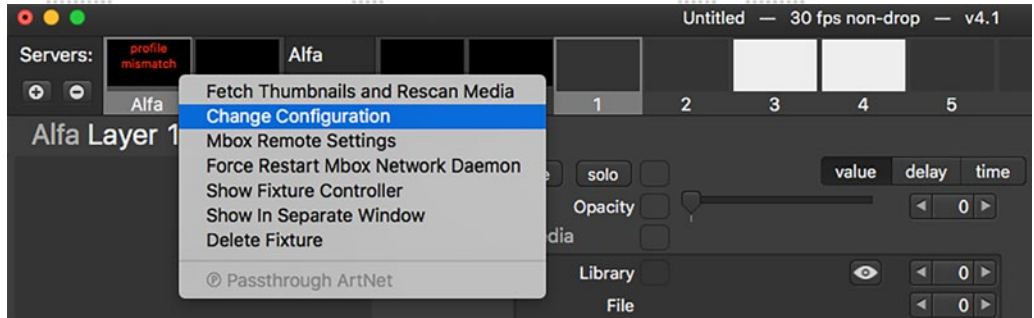 Untitled — 30 fps non-drop — v4.1
Servers:
profile
mismatch
Alfa
Alfa
1 2 3 4 5
Alfa Layer 1
Fetch Thumbnails and Rescan Media
Change Configuration
Mbox Remote Settings
Force Restart Mbox Network Daemon
Show Fixture Controller
Show In Separate Window
Delete Fixture
Ⓟ Passthrough ArtNet
solo
value delay time
Opacity 0
Library 0
File 0